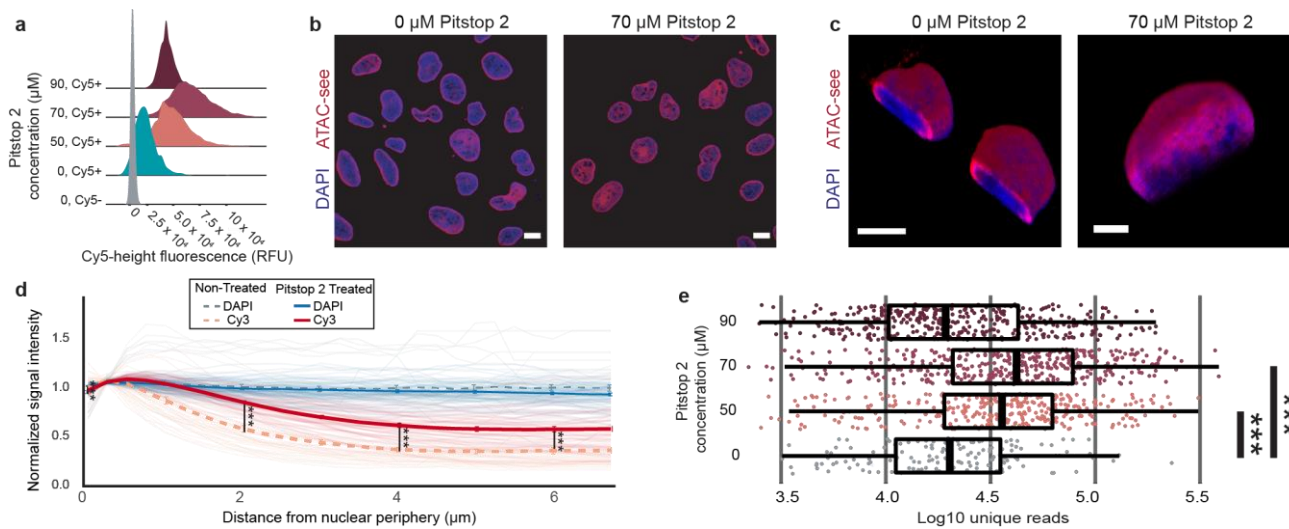 a
Pitstop 2
concentration (µM)
90, Cy5+
70, Cy5+
50, Cy5+
0, Cy5+
0, Cy5-
0
2.5 X 10⁴
5.0 X 10⁴
7.5 X 10⁴
10 X 10⁴
Cy5-height fluorescence (RFU)
b
0 µM Pitstop 2
70 µM Pitstop 2
DAPI ATAC-see
c
0 µM Pitstop 2
70 µM Pitstop 2
DAPI ATAC-see
d
Non-Treated
Pitstop 2 Treated
DAPI
DAPI
Cy3
Cy3
Normalized signal intensity
1.5
1.0
0.5
0.0
***
***
***
0
2
4
6
Distance from nuclear periphery (µm)
e
Pitstop 2
concentration (µM)
90
70
50
0
***
***
3.5
4.0
4.5
5.0
5.5
Log10 unique reads